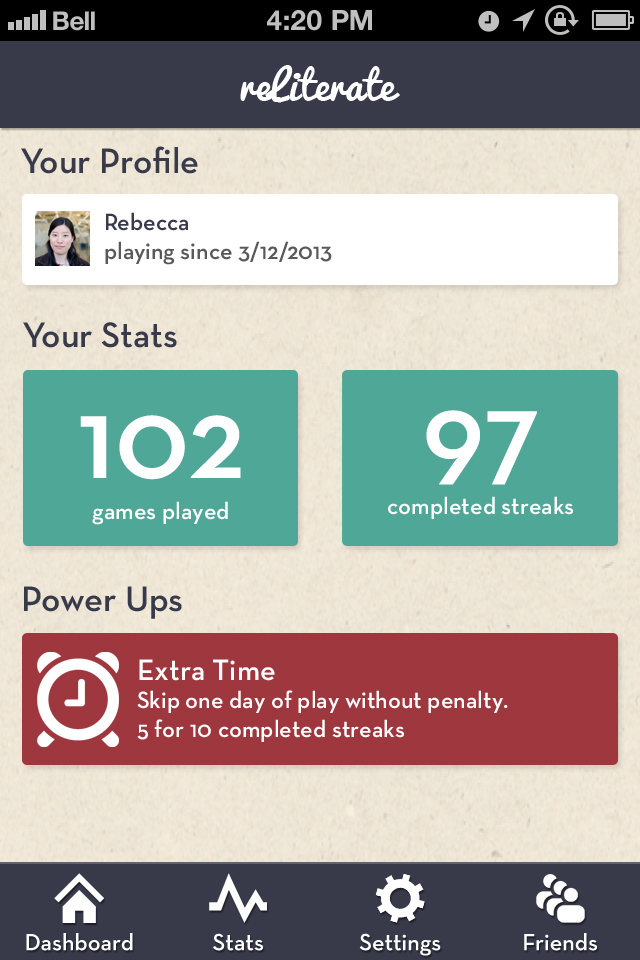 Bell 4:20 PM
reLiterate
Your Profile
Rebecca
playing since 3/12/2013
Your Stats
102
games played
97
completed streaks
Power Ups
Extra Time
Skip one day of play without penalty.
5 for 10 completed streaks
Dashboard Stats Settings Friends